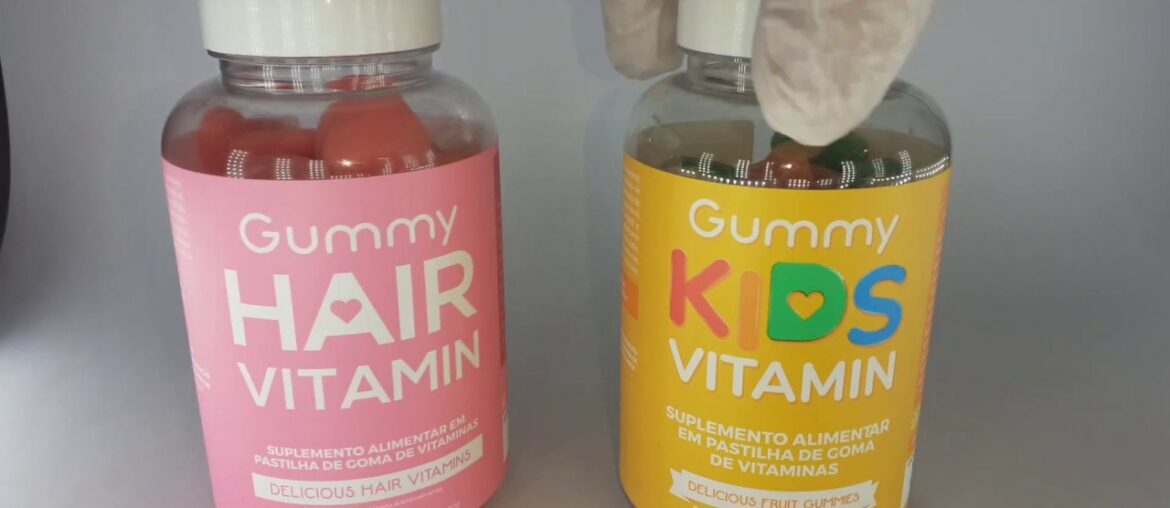 Gummy
HAIR
VITAMIN
SUPLEMENTO ALIMENTAR EM
PASTILHA DE GOMA DE VITAMINAS
DELICIOUS HAIR VITAMINS
Gummy
KIDS
VITAMIN
SUPLEMENTO ALIMENTAR
EM PASTILHA DE GOMA
DE VITAMINAS
DELICIOUS FRUIT GUMMIES